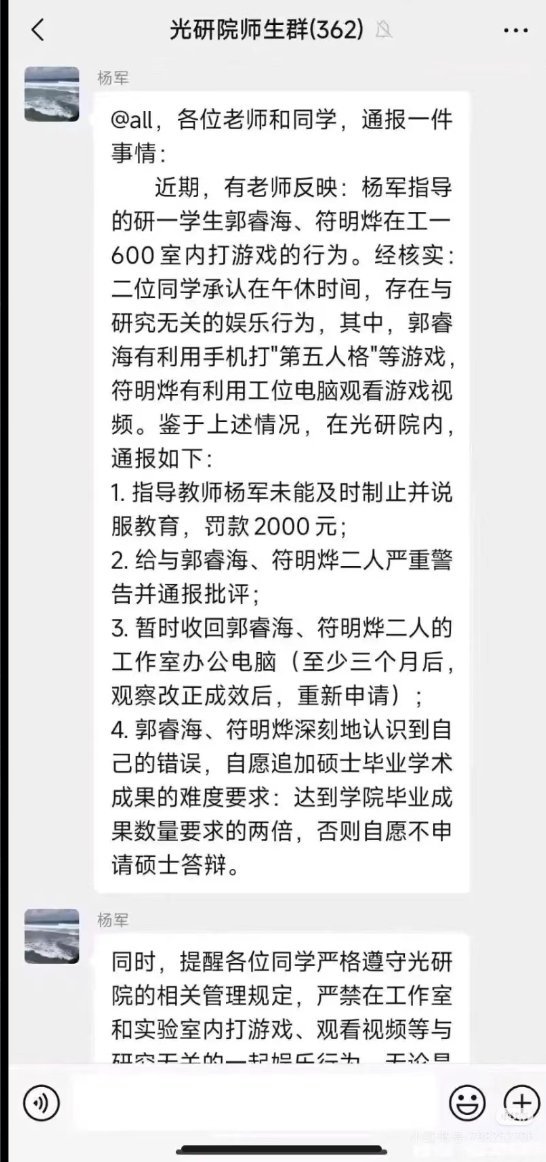 光研院师生群(362)
杨军
@all，各位老师和同学，通报一件
事情：
近期，有老师反映：杨军指导
的研一学生郭睿海、符明烨在工一
600室内打游戏的行为。经核实：
二位同学承认在午休时间，存在与
研究无关的娱乐行为，其中，郭睿
海有利用手机打"第五人格"等游戏，
符明烨有利用工位电脑观看游戏视
频。鉴于上述情况，在光研院内，
通报如下：
1. 指导教师杨军未能及时制止并说
服教育，罚款2000元；
2. 给与郭睿海、符明烨二人严重警
告并通报批评；
3. 暂时收回郭睿海、符明烨二人的
工作室办公电脑（至少三个月后，
观察改正成效后，重新申请）；
4. 郭睿海、符明烨深刻地认识到自
己的错误，自愿追加硕士毕业学术
成果的难度要求：达到学院毕业成
果数量要求的两倍，否则自愿不申
请硕士答辩。
杨军
同时，提醒各位同学严格遵守光研
院的相关管理规定，严禁在工作室
和实验室内打游戏、观看视频等与
研究无关的一起娱乐行为，无论是